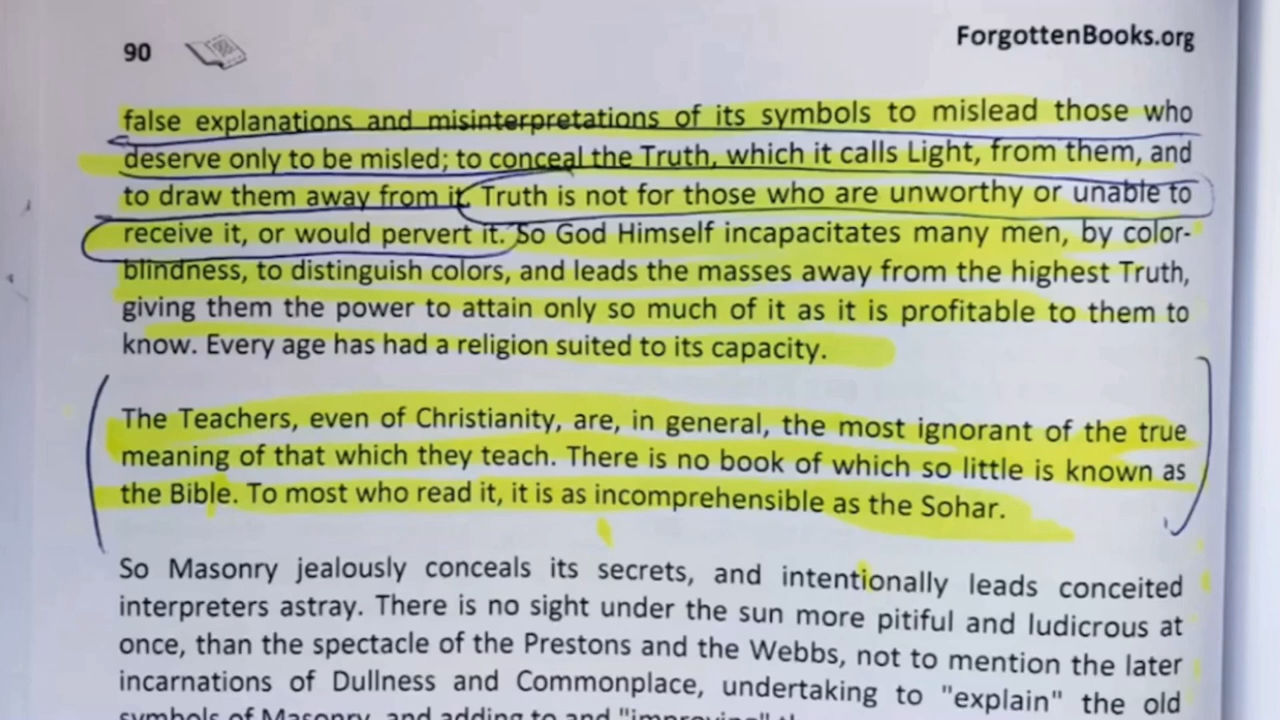 90
ForgottenBooks.org
false explanations and misinterpretations of its symbols to mislead those who
deserve only to be misled; to conceal the Truth, which it calls Light, from them, and
to draw them away from it. Truth is not for those who are unworthy or unable to
receive it, or would pervert it. So God Himself incapacitates many men, by color-
blindness, to distinguish colors, and leads the masses away from the highest Truth,
giving them the power to attain only so much of it as it is profitable to them to
know. Every age has had a religion suited to its capacity.
The Teachers, even of Christianity, are, in general, the most ignorant of the true
meaning of that which they teach. There is no book of which so little is known as
the Bible. To most who read it, it is as incomprehensible as the Sohar.
So Masonry jealously conceals its secrets, and intentionally leads conceited
interpreters astray. There is no sight under the sun more pitiful and ludicrous at
once, than the spectacle of the Prestons and the Webbs, not to mention the later
incarnations of Dullness and Commonplace, undertaking to "explain" the old
symbols of Masonry, and adding to and "improving"